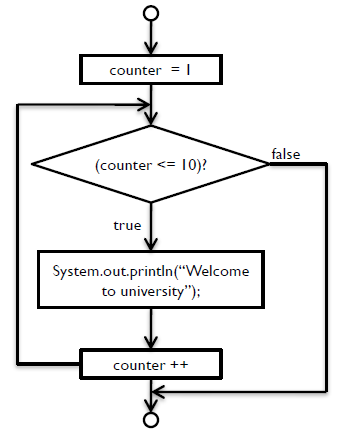 counter = 1
(counter <= 10)?
false
true
System.out.println(“Welcome
to university”);
counter ++